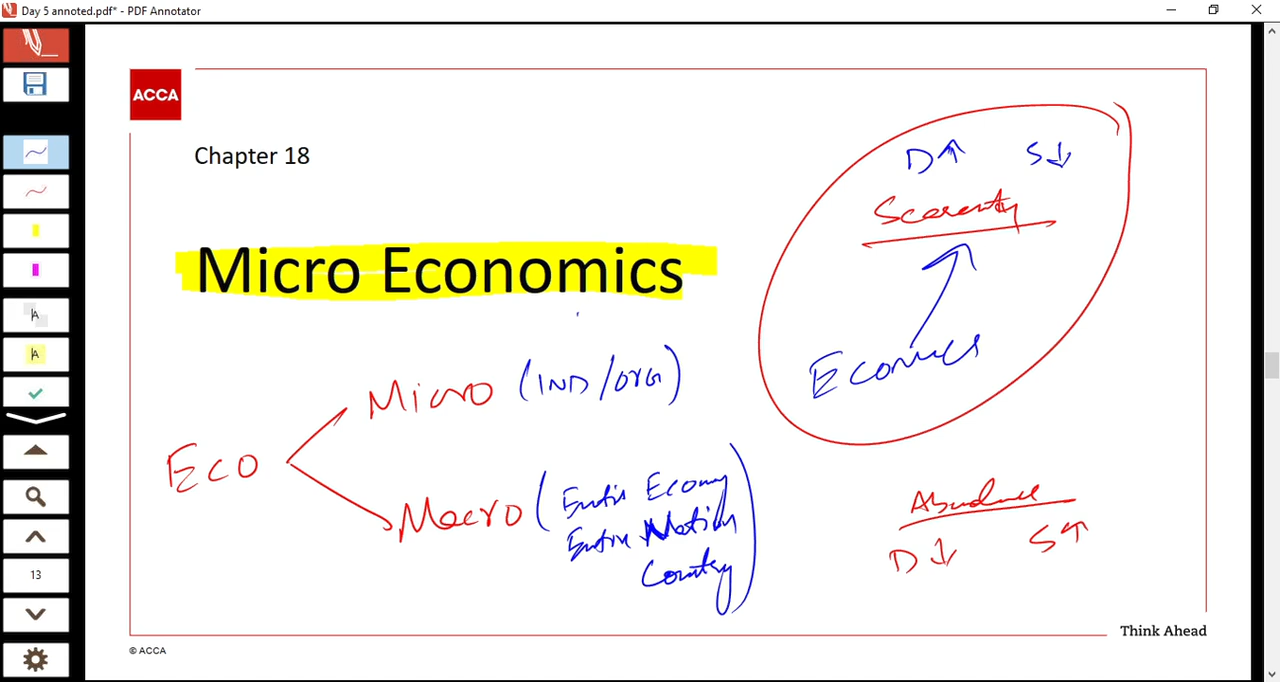 Day 5 annoted.pdf* - PDF Annotator
ACCA
Chapter 18
D↑ S↓
Scarcity
Micro Economics
Economics
Micro (IND/ORG)
Eco
Macro (Entire Economy
Entire Nation
Country)
Abundance
D↓ S↑
13
Think Ahead
© ACCA